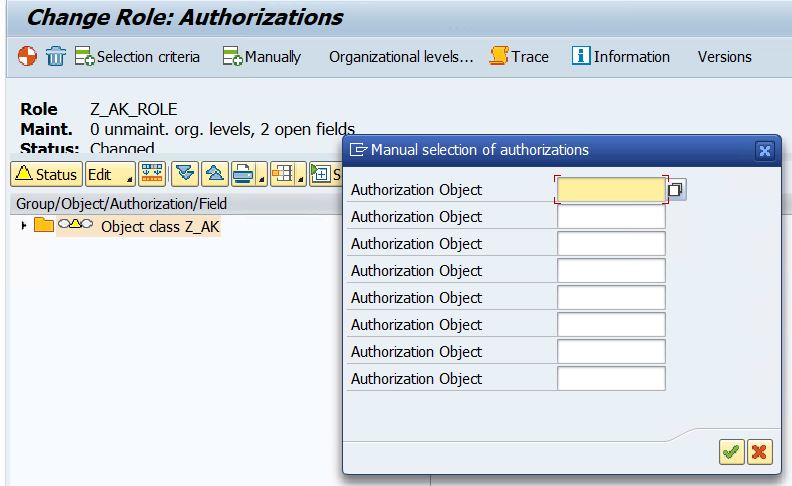 Change Role: Authorizations
Selection criteria Manually Organizational levels... Trace Information Versions
Role Z_AK_ROLE
Maint. 0 unmaint. org. levels, 2 open fields
Status: Changed
Status Edit S
Group/Object/Authorization/Field
Object class Z_AK
Manual selection of authorizations
Authorization Object
Authorization Object
Authorization Object
Authorization Object
Authorization Object
Authorization Object
Authorization Object
Authorization Object